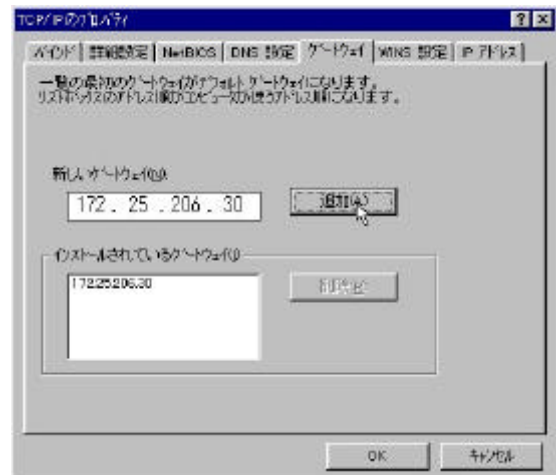 TCP/IPのプロパティ
バインド 詳細設定 NetBIOS DNS 設定 ゲートウェイ WINS 設定 IP アドレス
一覧の最初のゲートウェイがデフォルト ゲートウェイになります。
リストボックスのアドレス順がコンピュータの使うアドレス順になります。
新しいゲートウェイ(N)
172 . 25 . 206 . 30 追加(A)
インストールされているゲートウェイ(I)
172.25.206.30 削除(R)
OK キャンセル